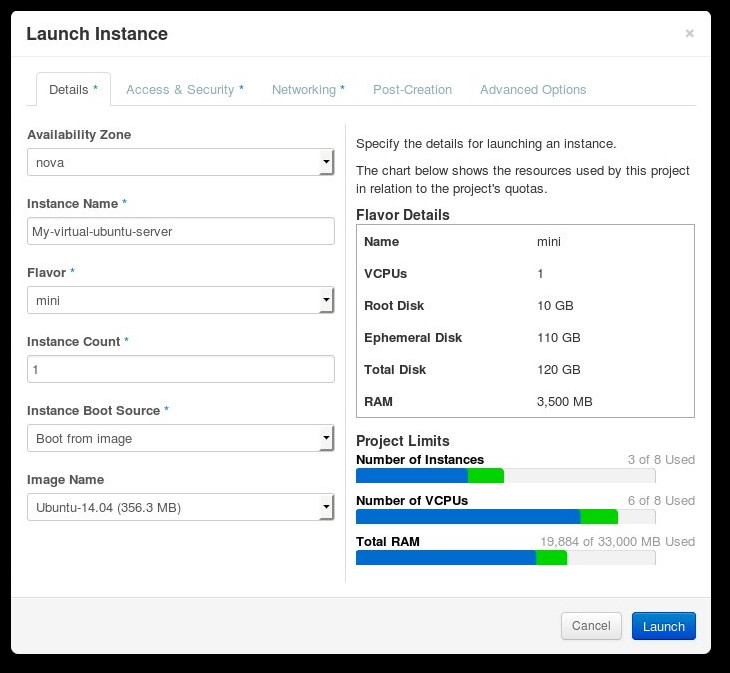 Launch Instance
×
Details * Access & Security * Networking * Post-Creation Advanced Options
Availability Zone
nova
Instance Name *
My-virtual-ubuntu-server
Flavor *
mini
Instance Count *
1
Instance Boot Source *
Boot from image
Image Name
Ubuntu-14.04 (356.3 MB)
Specify the details for launching an instance.
The chart below shows the resources used by this project
in relation to the project's quotas.
Flavor Details
Name mini
VCPUs 1
Root Disk 10 GB
Ephemeral Disk 110 GB
Total Disk 120 GB
RAM 3,500 MB
Project Limits
Number of Instances 3 of 8 Used
Number of VCPUs 6 of 8 Used
Total RAM 19,884 of 33,000 MB Used
Cancel Launch